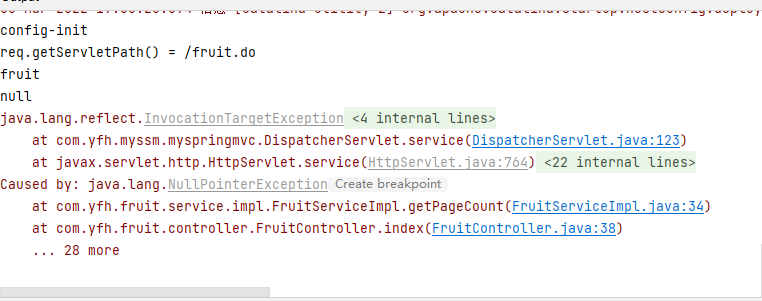 config-init
req.getServletPath() = /fruit.do
fruit
null
java.lang.reflect.InvocationTargetException <4 internal lines>
at com.yfh.myssm.myspringmvc.DispatcherServlet.service(DispatcherServlet.java:123)
at javax.servlet.http.HttpServlet.service(HttpServlet.java:764) <22 internal lines>
Caused by: java.lang.NullPointerException Create breakpoint
at com.yfh.fruit.service.impl.FruitServiceImpl.getPageCount(FruitServiceImpl.java:34)
at com.yfh.fruit.controller.FruitController.index(FruitController.java:38)
... 28 more